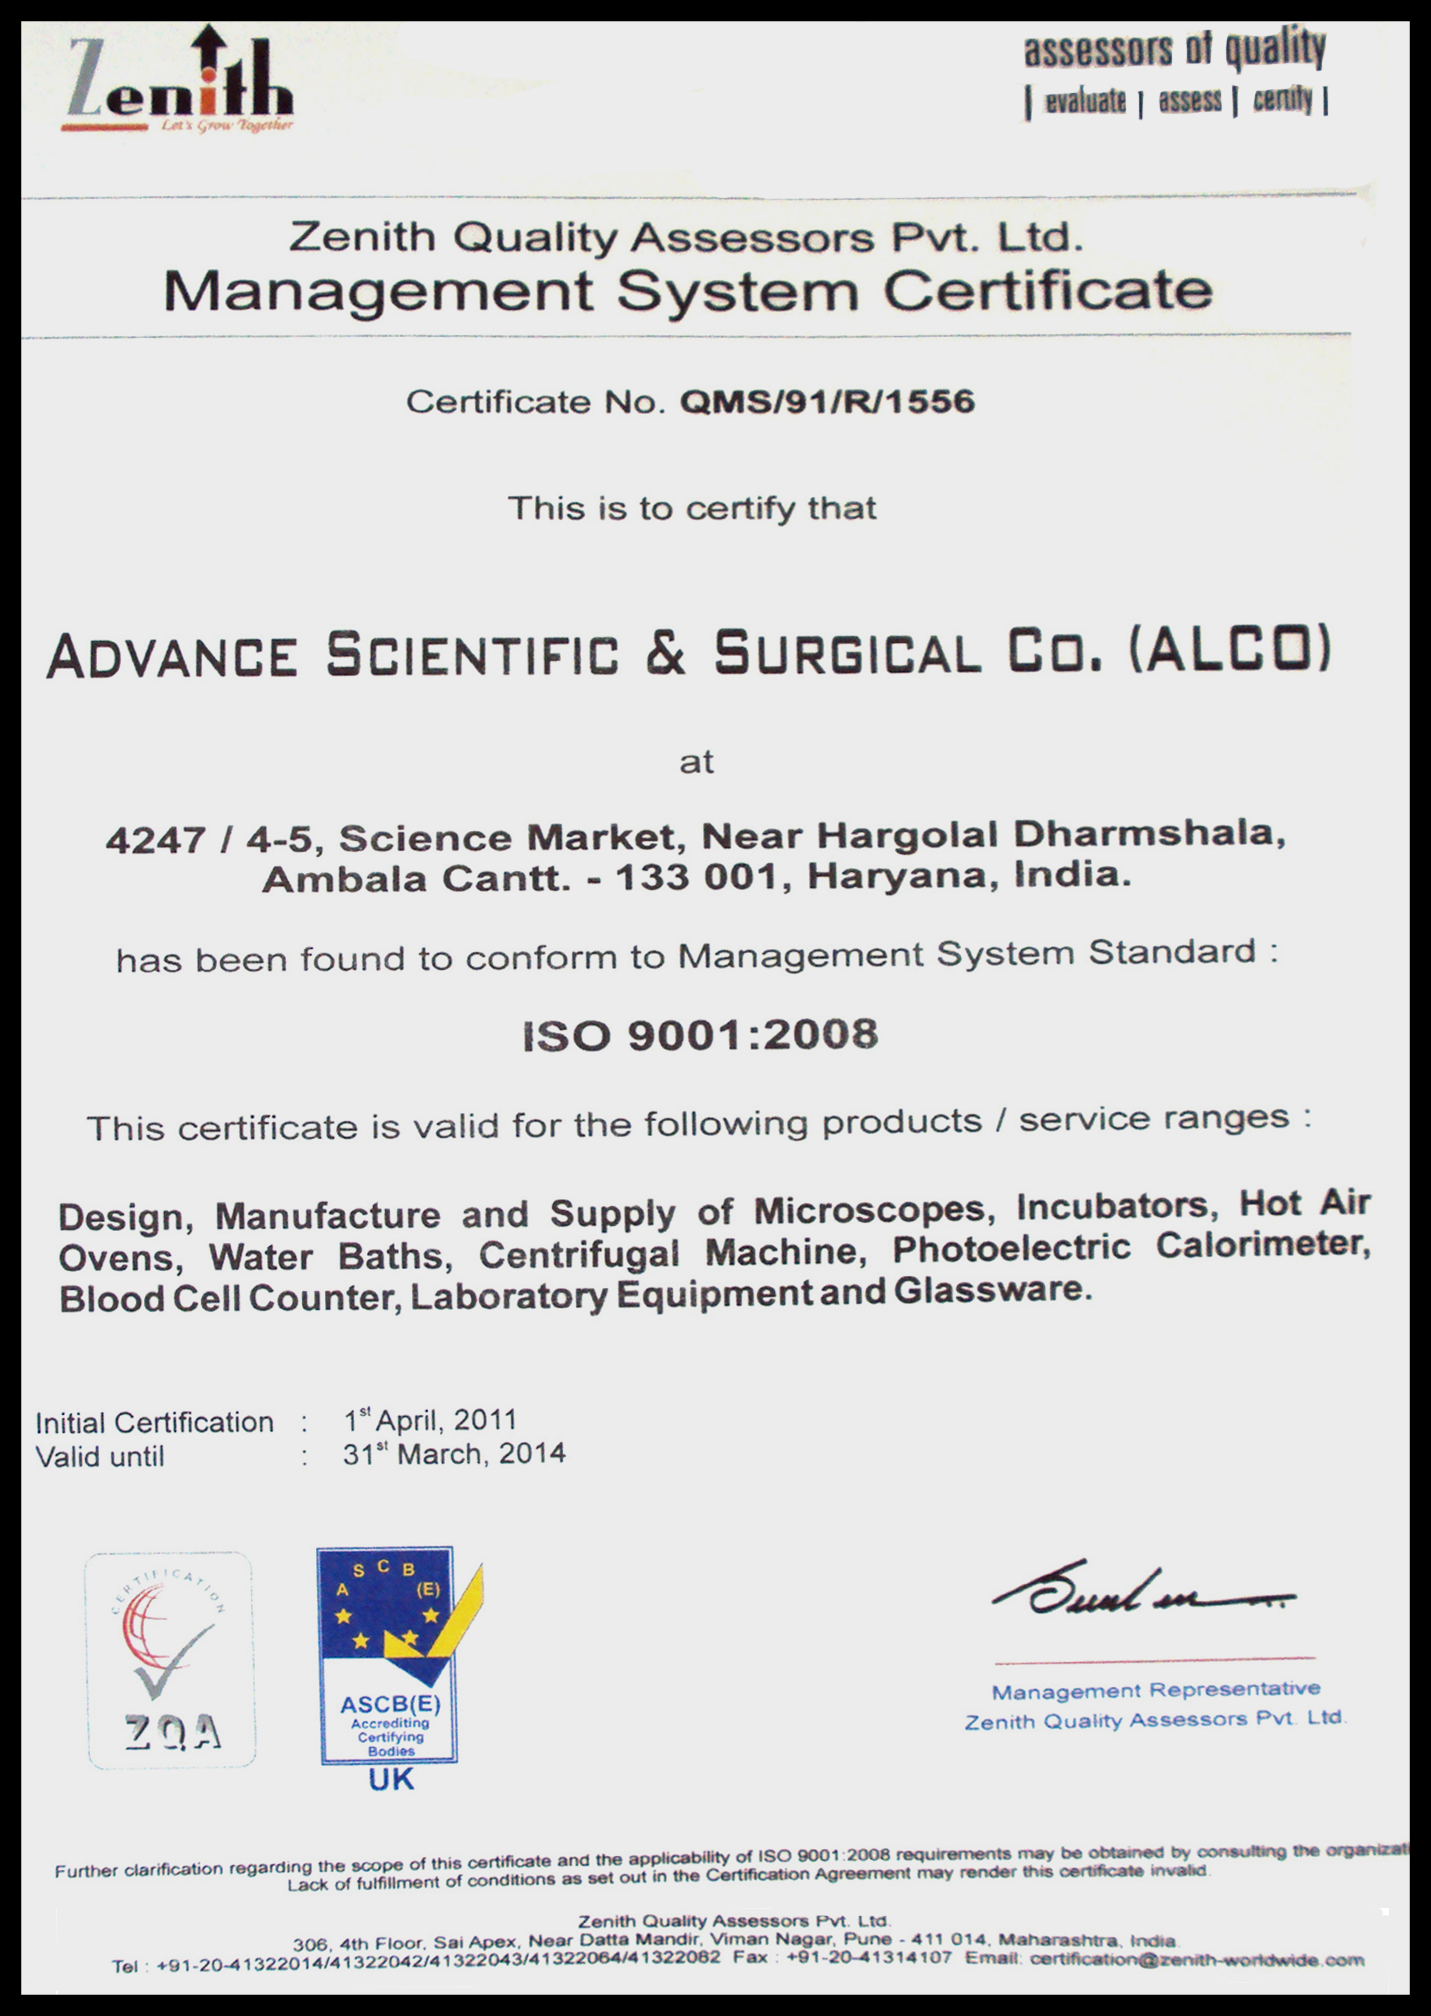 Zenith
Let's Grow Together
assessors of quality
| evaluate | assess | certify |
Zenith Quality Assessors Pvt. Ltd.
Management System Certificate
Certificate No. QMS/91/R/1556
This is to certify that
ADVANCE SCIENTIFIC & SURGICAL CO. (ALCO)
at
4247 / 4-5, Science Market, Near Hargolal Dharmshala,
Ambala Cantt. - 133 001, Haryana, India.
has been found to conform to Management System Standard :
ISO 9001:2008
This certificate is valid for the following products / service ranges :
Design, Manufacture and Supply of Microscopes, Incubators, Hot Air
Ovens, Water Baths, Centrifugal Machine, Photoelectric Calorimeter,
Blood Cell Counter, Laboratory Equipment and Glassware.
Initial Certification : 1st April, 2011
Valid until : 31st March, 2014
CERTIFICATION
ZQA
A S C B (E)
ASCB(E)
Accrediting
Certifying
Bodies
UK
Management Representative
Zenith Quality Assessors Pvt. Ltd.
Further clarification regarding the scope of this certificate and the applicability of ISO 9001:2008 requirements may be obtained by consulting the organizati
Lack of fulfillment of conditions as set out in the Certification Agreement may render this certificate invalid.
Zenith Quality Assessors Pvt. Ltd.
306, 4th Floor, Sai Apex, Near Datta Mandir, Viman Nagar, Pune - 411 014, Maharashtra, India.
Tel : +91-20-41322014/41322042/41322043/41322064/41322082 Fax : +91-20-41314107 Email: certification@zenith-worldwide.com